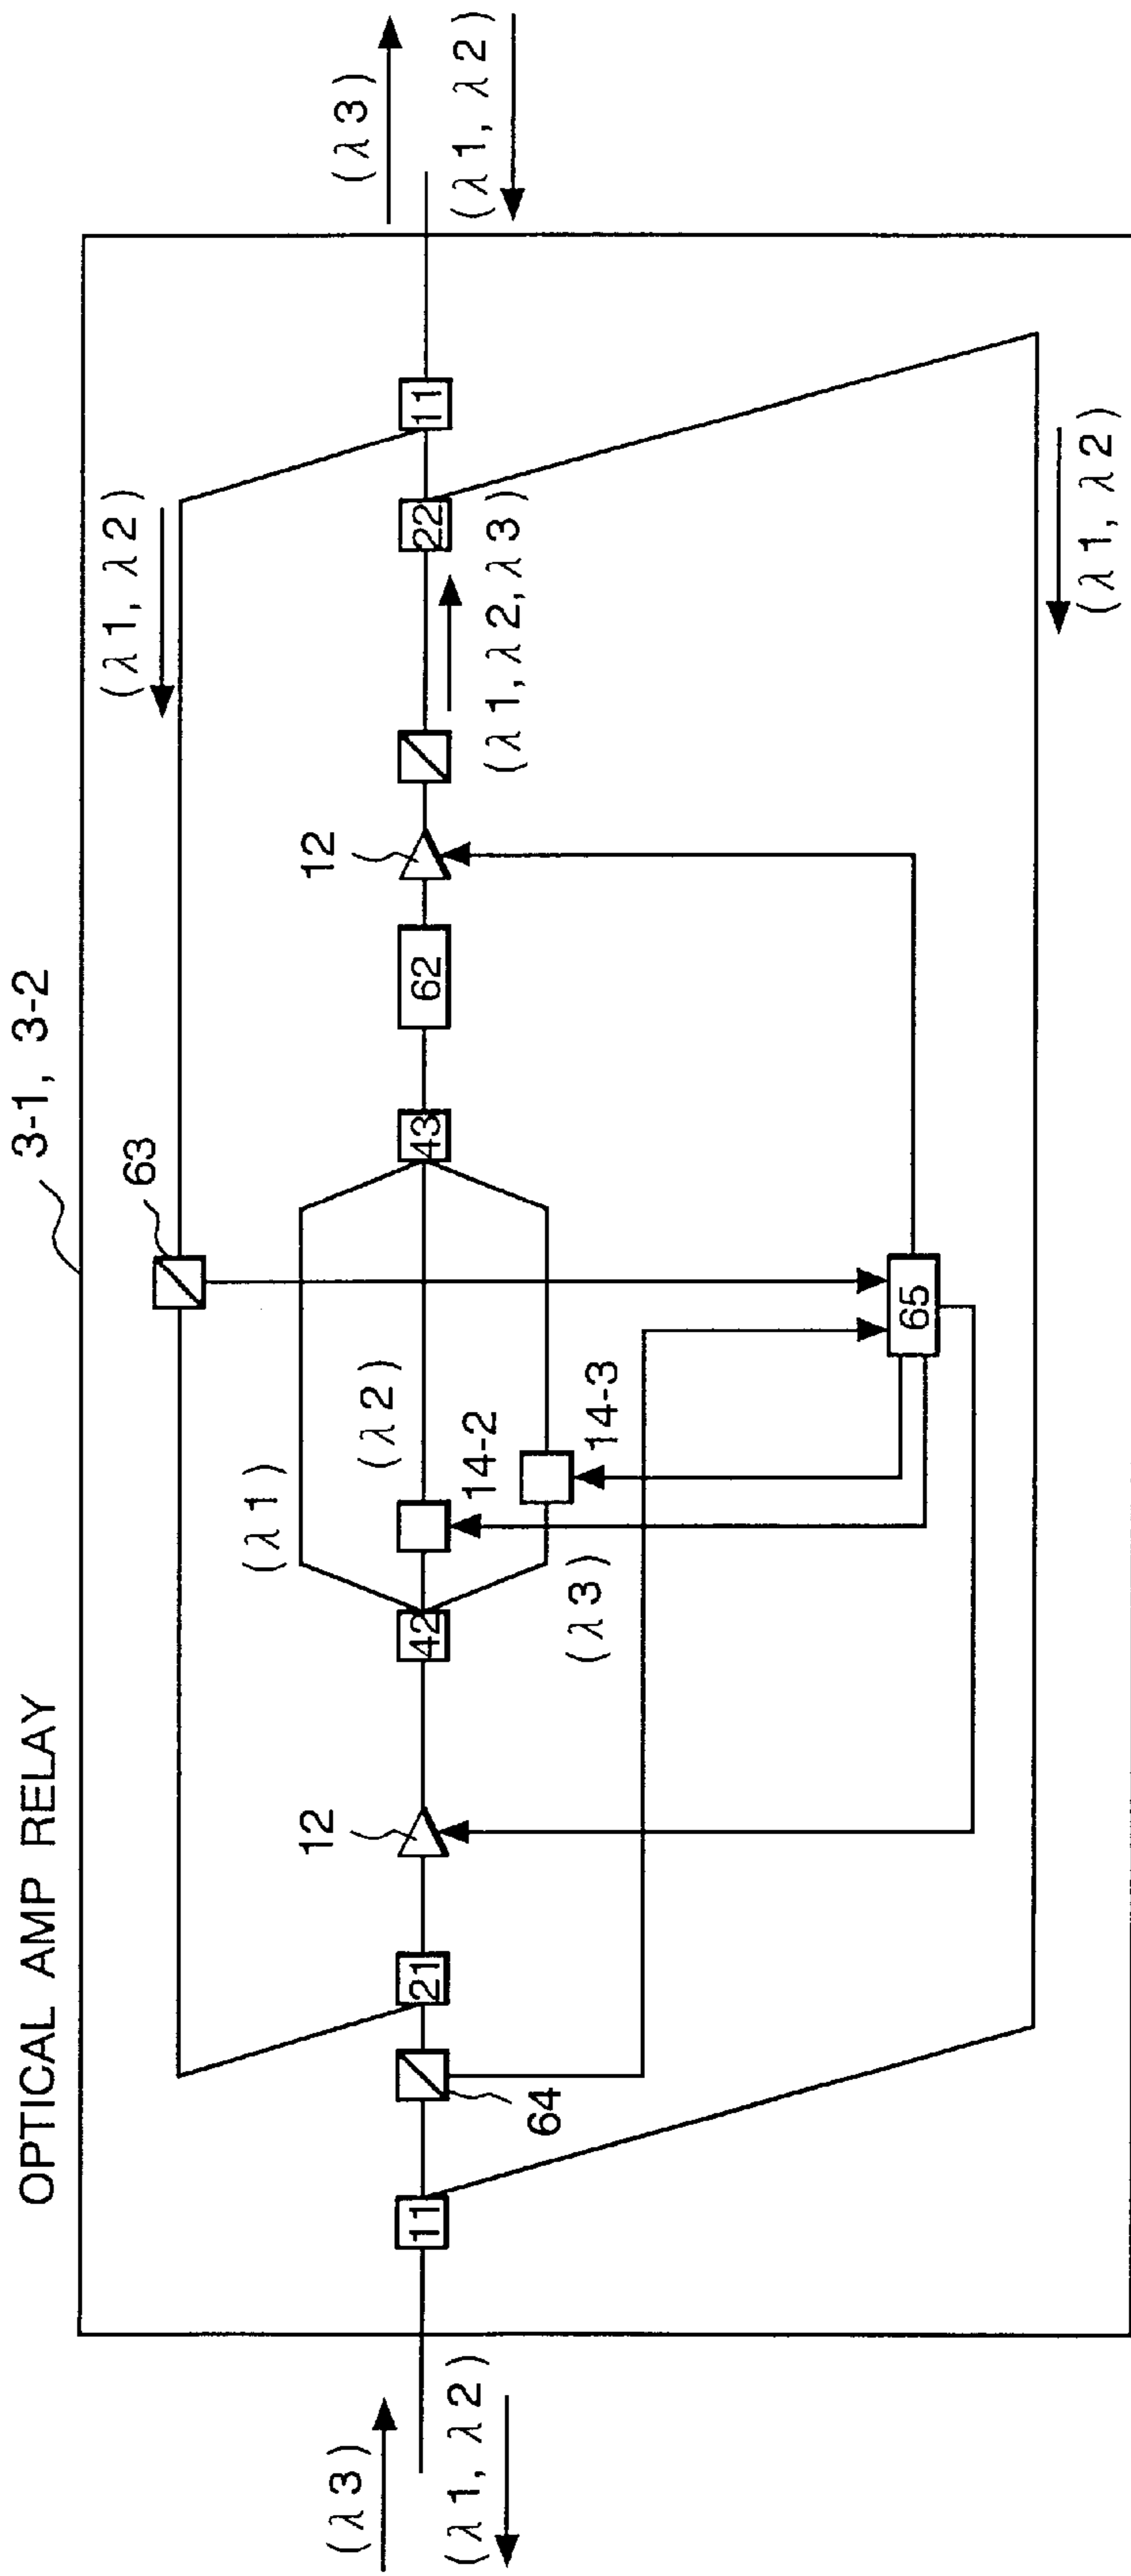 OPTICAL AMP RELAY
3-1, 3-2
63
(λ1, λ2)
(λ3)
(λ1, λ2)
(λ3)
(λ1, λ2)
11
64
21
12
42
(λ1)
(λ2)
14-2
(λ3)
14-3
43
62
12
(λ1, λ2, λ3)
22
11
65
(λ1, λ2)